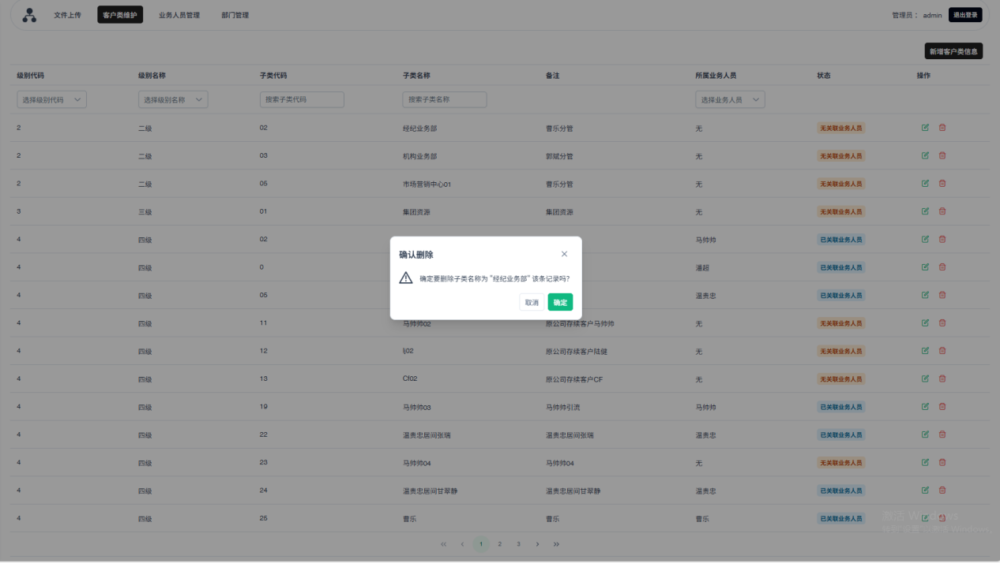 文件上传 客户类维护 业务人员管理 部门管理 管理员： admin 退出登录
新增客户类信息
级别代码 级别名称 子类代码 子类名称 备注 所属业务人员 状态 操作
选择级别代码 选择级别名称 搜索子类代码 搜索子类名称 选择业务人员
2 二级 02 经纪业务部 曹乐分管 无 无关联业务人员
2 二级 03 机构业务部 郭斌分管 无 无关联业务人员
2 二级 05 市场营销中心01 曹乐分管 无 无关联业务人员
3 三级 01 集团资源 集团资源 无 无关联业务人员
4 四级 02 马帅帅 已关联业务人员
4 四级 0 潘超 已关联业务人员
4 四级 05 温贵忠 已关联业务人员
4 四级 11 马帅帅02 原公司存续客户马帅帅 无 无关联业务人员
4 四级 12 lj02 原公司存续客户陆健 无 无关联业务人员
4 四级 13 Cf02 原公司存续客户CF 无 无关联业务人员
4 四级 19 马帅帅03 马帅帅引流 马帅帅 已关联业务人员
4 四级 22 温贵忠居间张瑞 温贵忠居间张瑞 温贵忠 已关联业务人员
4 四级 23 马帅帅04 马帅帅04 无 无关联业务人员
4 四级 24 温贵忠居间甘翠静 温贵忠居间甘翠静 温贵忠 已关联业务人员
4 四级 25 曹乐 曹乐 曹乐 已关联业务人员
确认删除
确定要删除子类名称为 "经纪业务部" 该条记录吗?
取消 确定
激活 Windows
1 2 3